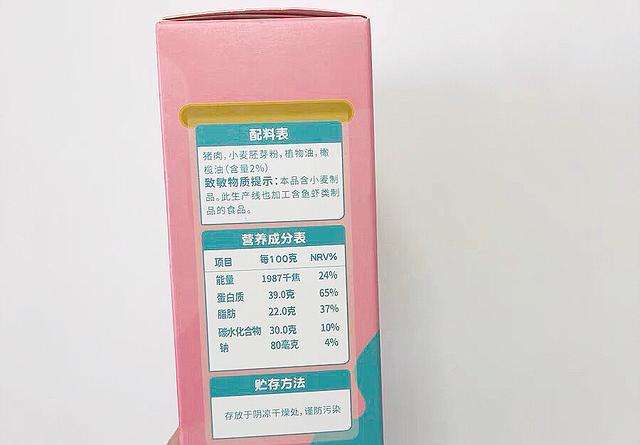 配料表
猪肉，小麦胚芽粉，植物油，橄
榄油（含量2%）
致敏物质提示：本品含小麦制
品。此生产线也加工含鱼虾类制
品的食品。
营养成分表
项目 每100克 NRV%
能量 1987千焦 24%
蛋白质 39.0克 65%
脂肪 22.0克 37%
碳水化合物 30.0克 10%
钠 80毫克 4%
贮存方法
存放于阴凉干燥处，谨防污染